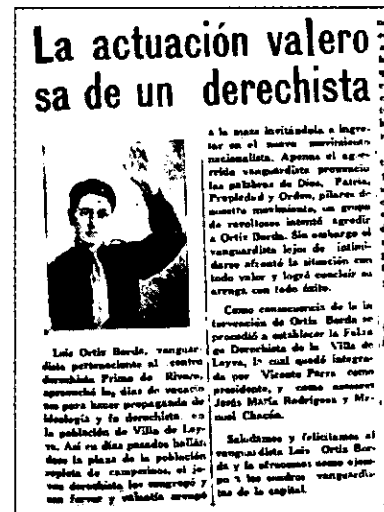 La actuación valero
sa de un derechista
Luis Ortiz Borda, vanguar-
dista perteneciente al centro
derechista Primo de Rivera,
aprovechó los días de vacacio
nes para hacer propaganda de
ideología y fe derechista en
la población de Villa de Ley-
va. Así en días pasados hallán
dose la plaza de la población
repleta de campesinos, el jo-
ven derechista los congregó y
con fervor y valentía arengó
a la masa invitándola a ingre-
sar en el nuevo movimiento
nacionalista. Apenas el ague-
rrido vanguardista pronunció
las palabras de Dios, Patria,
Propiedad y Orden, pilares de
nuestro movimiento, un grupo
de revoltosos intentó agredir
a Ortiz Borda. Sin embargo el
vanguardista lejos de intimi-
darse afrontó la situación con
todo valor y logró concluir su
arenga con todo éxito.
Como consecuencia de la in
tervención de Ortiz Borda se
procedió a establecer la Falan
ge Derechista de la Villa de
Leyva, la cual quedó integra-
da por Vicente Parra como
presidente, y como asesores
Jesús María Rodríguez y Ma-
nuel Chacón.
Saludamos y felicitamos al
vanguardista Luis Ortiz Bor-
da y lo ofrecemos como ejem-
plo a los cuadros vanguardis-
tas de la capital.